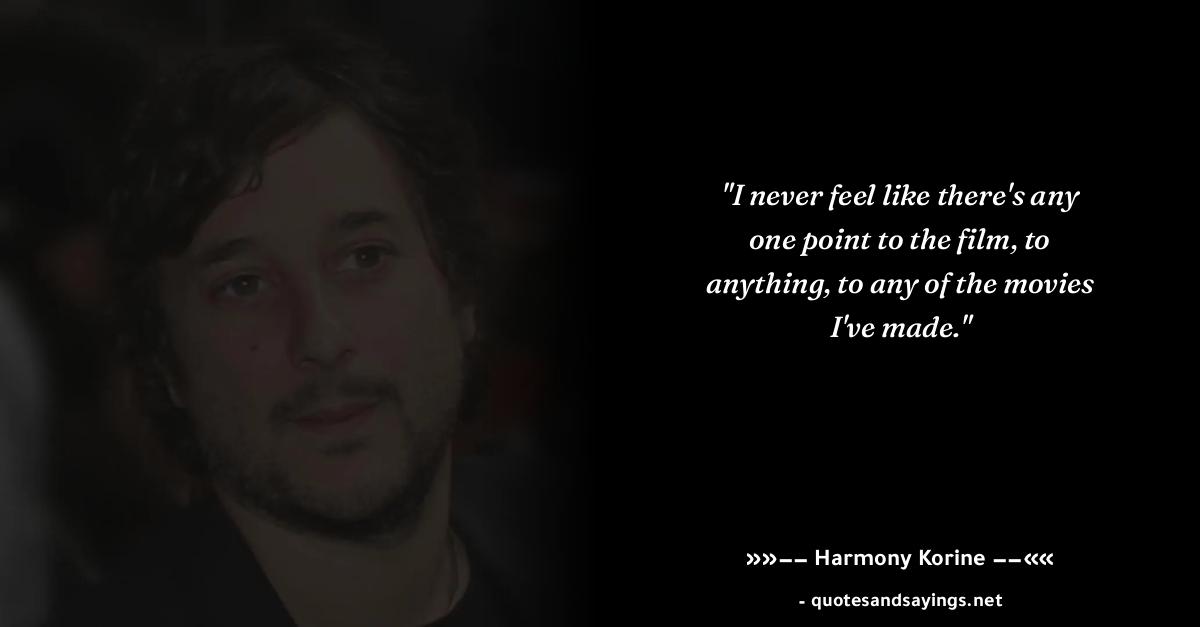 "I never feel like there's any
one point to the film, to
anything, to any of the movies
I've made."
»»–– Harmony Korine ––««
- quotesandsayings.net